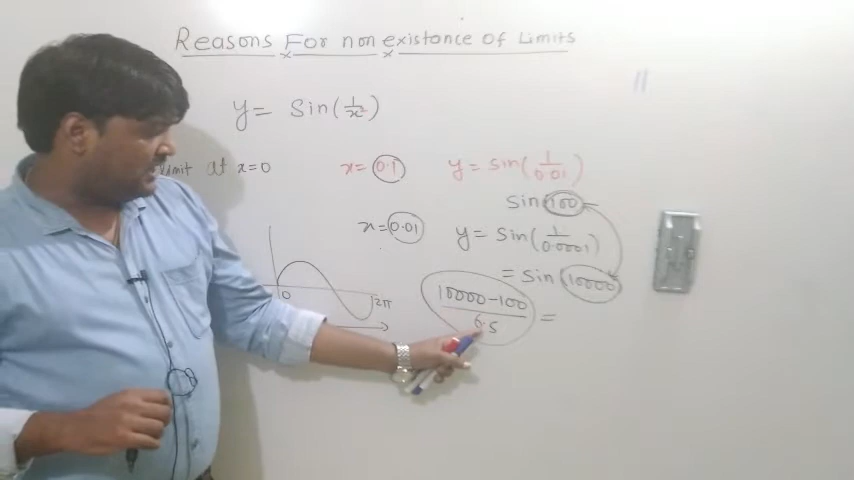 Reasons For non existance of Limits
y = Sin(1/x²)
limit at x=0
x= 0.1
y = sin(1/0.01)
Sin 100 =
x= 0.01
y = Sin(1/0.0001)
= Sin 10000
0
2π
10000-100/6.5 =